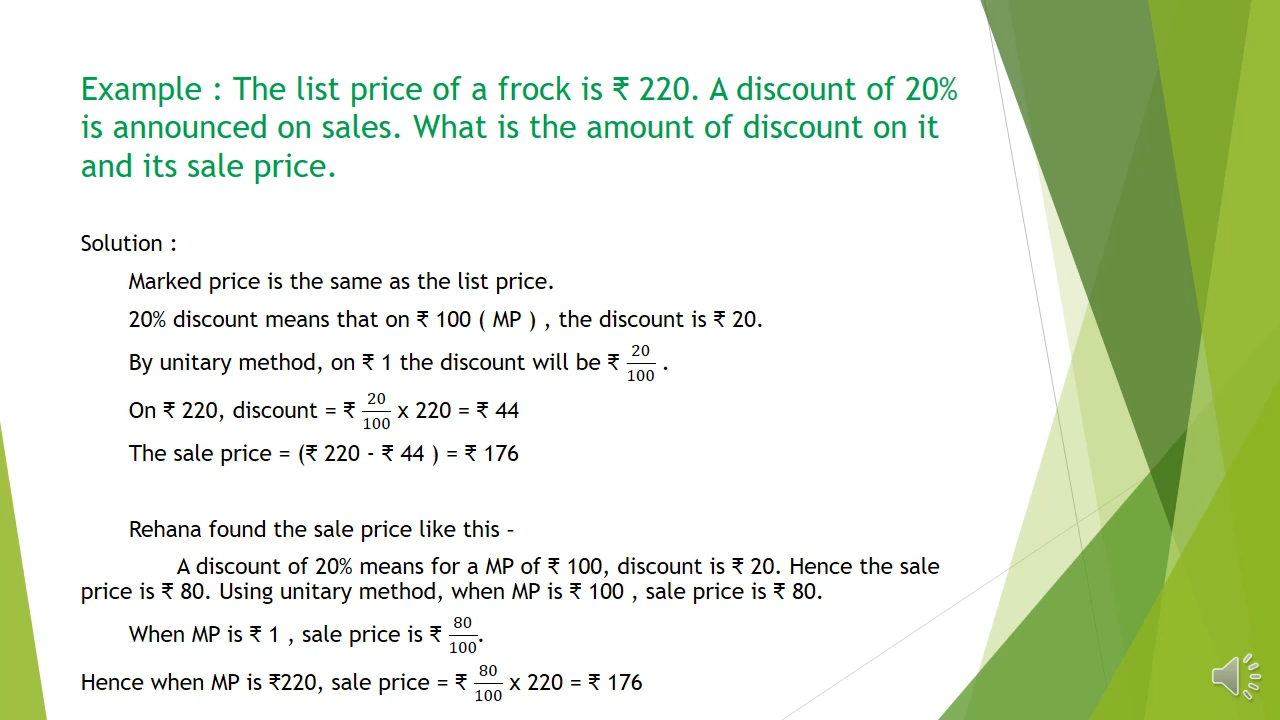 Example : The list price of a frock is ₹ 220. A discount of 20%
is announced on sales. What is the amount of discount on it
and its sale price.
Solution :
Marked price is the same as the list price.
20% discount means that on ₹ 100 ( MP ) , the discount is ₹ 20.
By unitary method, on ₹ 1 the discount will be ₹ 20/100 .
On ₹ 220, discount = ₹ 20/100 x 220 = ₹ 44
The sale price = (₹ 220 - ₹ 44 ) = ₹ 176
Rehana found the sale price like this –
A discount of 20% means for a MP of ₹ 100, discount is ₹ 20. Hence the sale
price is ₹ 80. Using unitary method, when MP is ₹ 100 , sale price is ₹ 80.
When MP is ₹ 1 , sale price is ₹ 80/100.
Hence when MP is ₹220, sale price = ₹ 80/100 x 220 = ₹ 176